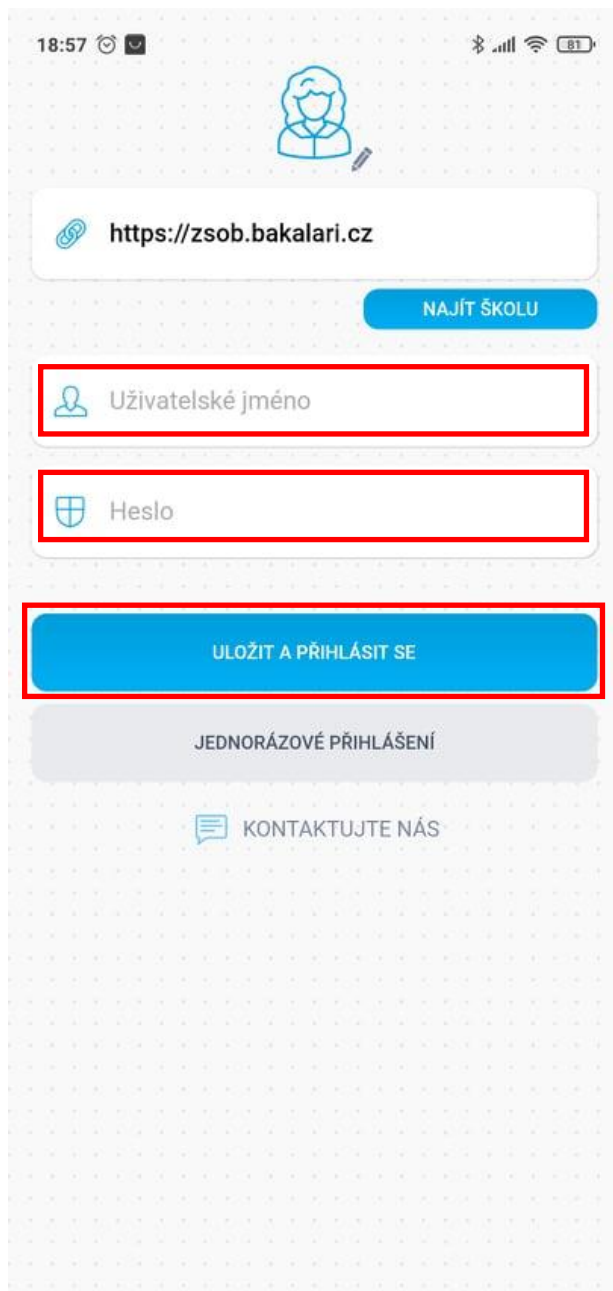 18:57
81
https://zsob.bakalari.cz
NAJÍT ŠKOLU
Uživatelské jméno
Heslo
ULOŽIT A PŘIHLÁSIT SE
JEDNORÁZOVÉ PŘIHLÁŠENÍ
KONTAKTUJTE NÁS